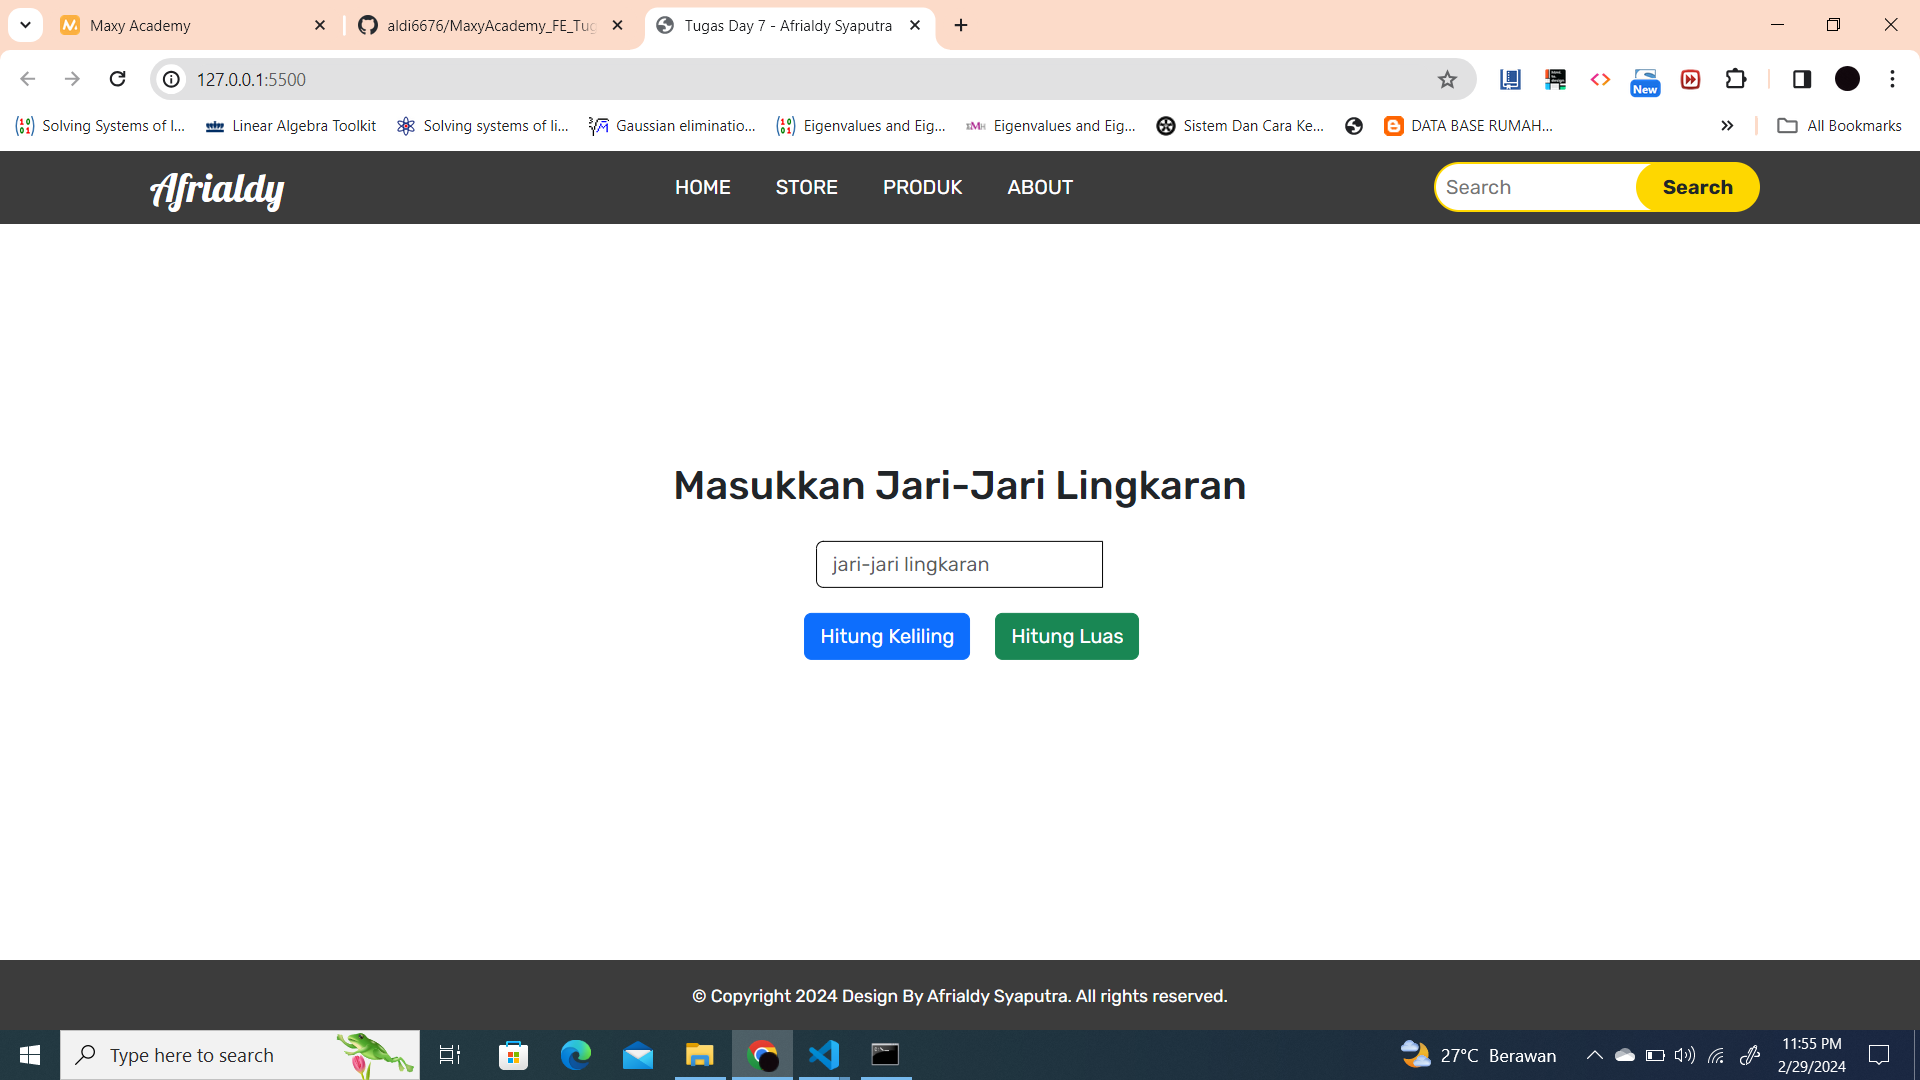 Maxy Academy
aldi6676/MaxyAcademy_FE_Tug
Tugas Day 7 - Afrialdy Syaputra
127.0.0.1:5500
New
Solving Systems of l...
Linear Algebra Toolkit
Solving systems of li...
Gaussian eliminatio...
Eigenvalues and Eig...
Eigenvalues and Eig...
Sistem Dan Cara Ke...
DATA BASE RUMAH...
All Bookmarks
Afrialdy
HOME
STORE
PRODUK
ABOUT
Search
Search
Masukkan Jari-Jari Lingkaran
jari-jari lingkaran
Hitung Keliling
Hitung Luas
© Copyright 2024 Design By Afrialdy Syaputra. All rights reserved.
Type here to search
27°C Berawan
11:55 PM
2/29/2024